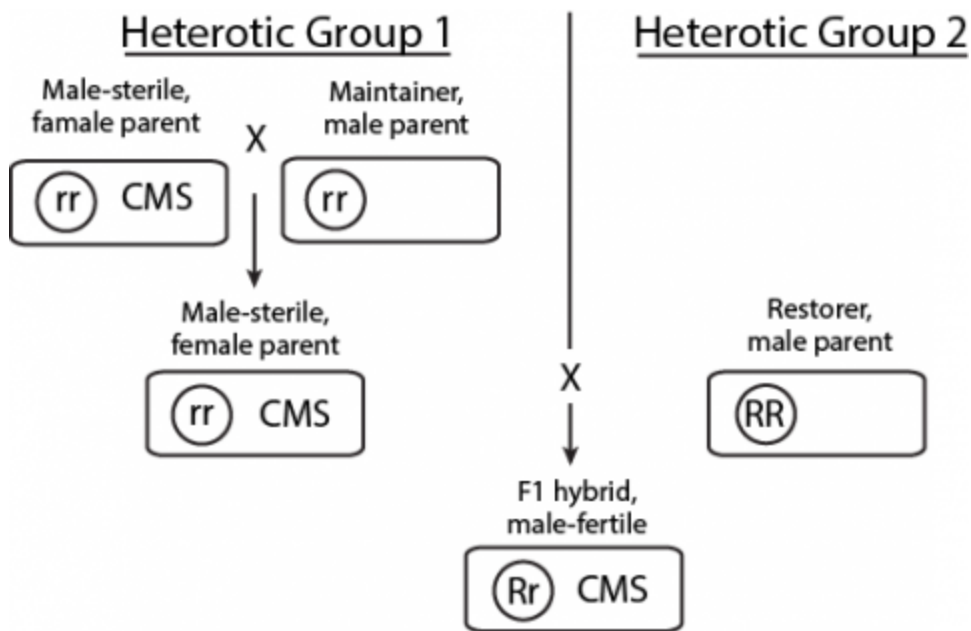 Heterotic Group 1
Heterotic Group 2
Male-sterile,
famale parent
X
Maintainer,
male parent
rr CMS
rr
Male-sterile,
female parent
rr CMS
Restorer,
male parent
X
RR
F1 hybrid,
male-fertile
Rr CMS